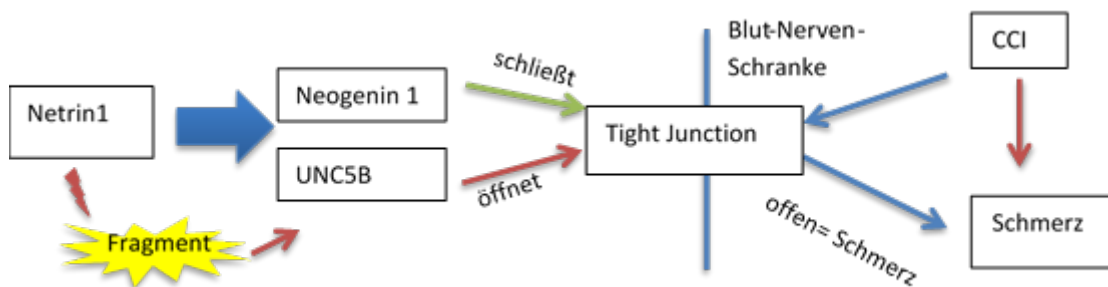 Netrin1
Fragment
Neogenin 1
UNC5B
schließt
öffnet
Tight Junction
Blut-Nerven-
Schranke
offen= Schmerz
CCI
Schmerz